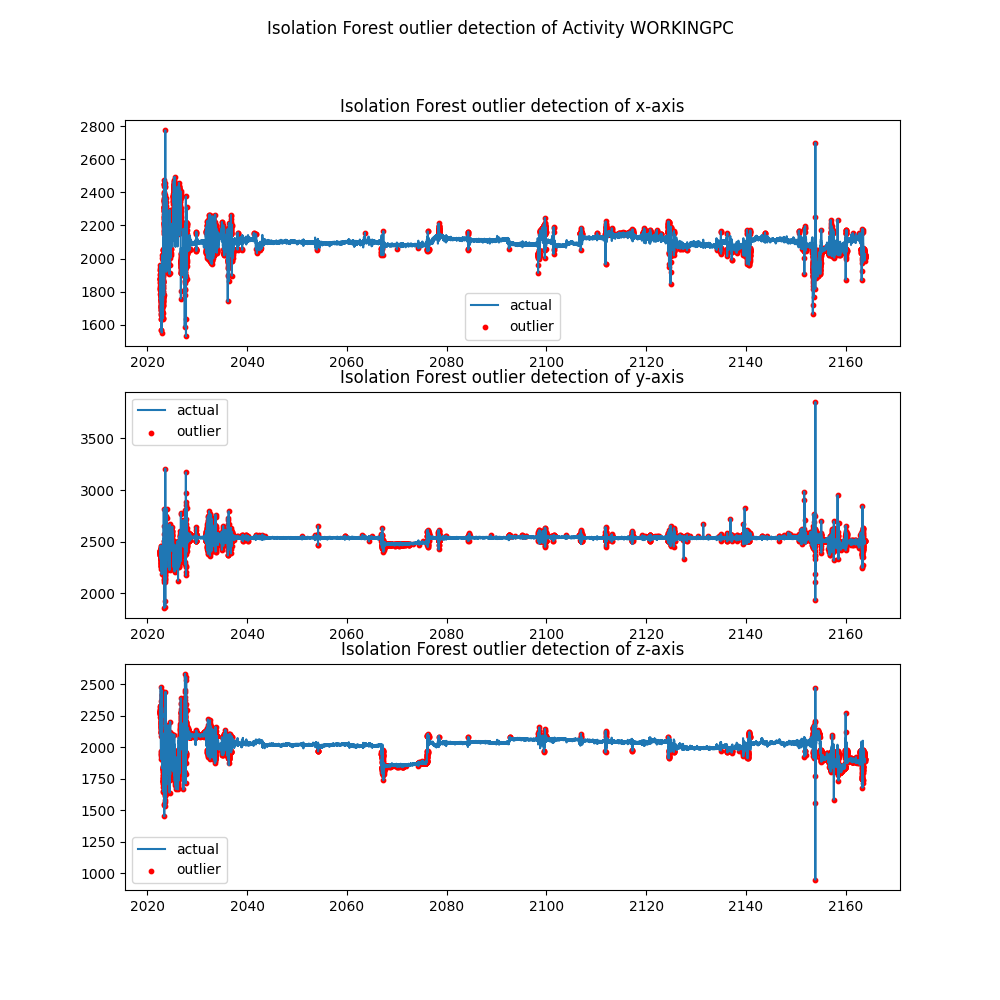 Isolation Forest outlier detection of Activity WORKINGPC
Isolation Forest outlier detection of x-axis
2800
2600
2400
2200
2000
1800
1600
actual
outlier
2020 2040 2060 2080 2100 2120 2140 2160
Isolation Forest outlier detection of y-axis
actual
outlier
3500
3000
2500
2000
2020 2040 2060 2080 2100 2120 2140 2160
Isolation Forest outlier detection of z-axis
2500
2250
2000
1750
1500
1250
1000
actual
outlier
2020 2040 2060 2080 2100 2120 2140 2160